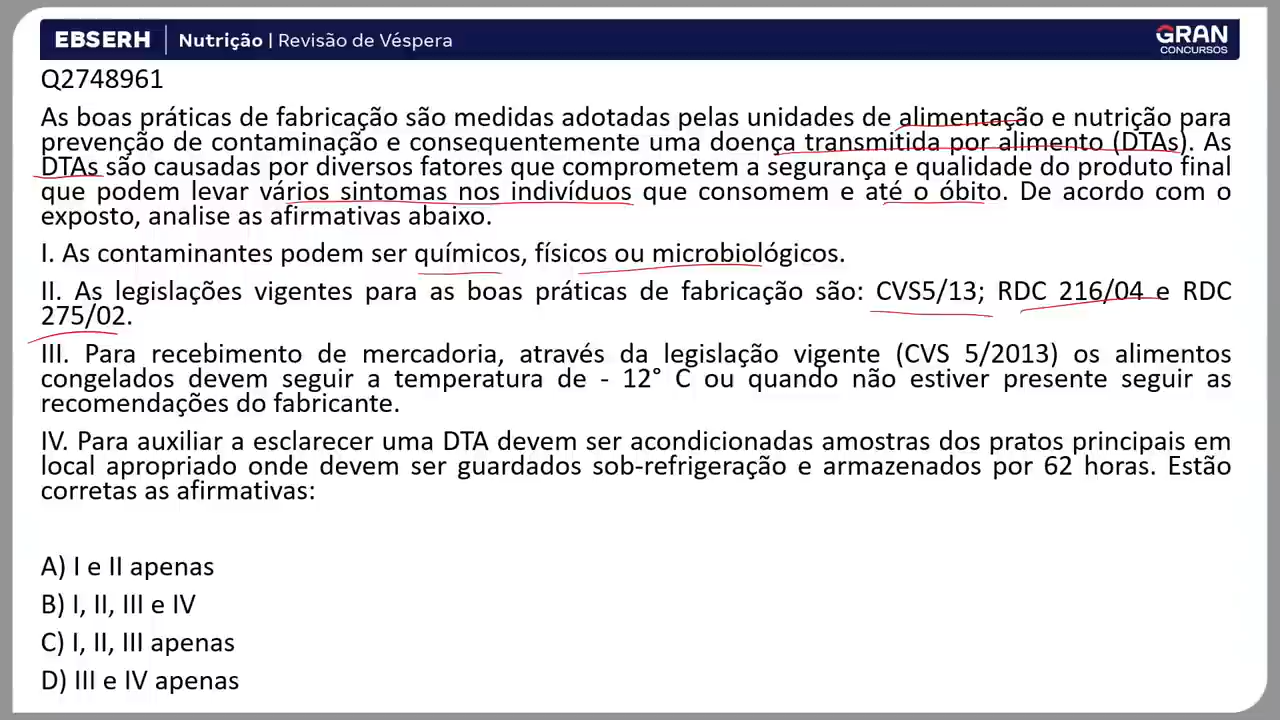 EBSERH | Nutrição | Revisão de Véspera
GRAN CONCURSOS
Q2748961
As boas práticas de fabricação são medidas adotadas pelas unidades de alimentação e nutrição para
prevenção de contaminação e consequentemente uma doença transmitida por alimento (DTAs). As
DTAs são causadas por diversos fatores que comprometem a segurança e qualidade do produto final
que podem levar vários sintomas nos indivíduos que consomem e até o óbito. De acordo com o
exposto, analise as afirmativas abaixo.
I. As contaminantes podem ser químicos, físicos ou microbiológicos.
II. As legislações vigentes para as boas práticas de fabricação são: CVS5/13; RDC 216/04 e RDC
275/02.
III. Para recebimento de mercadoria, através da legislação vigente (CVS 5/2013) os alimentos
congelados devem seguir a temperatura de - 12° C ou quando não estiver presente seguir as
recomendações do fabricante.
IV. Para auxiliar a esclarecer uma DTA devem ser acondicionadas amostras dos pratos principais em
local apropriado onde devem ser guardados sob-refrigeração e armazenados por 62 horas. Estão
corretas as afirmativas:
A) I e II apenas
B) I, II, III e IV
C) I, II, III apenas
D) III e IV apenas